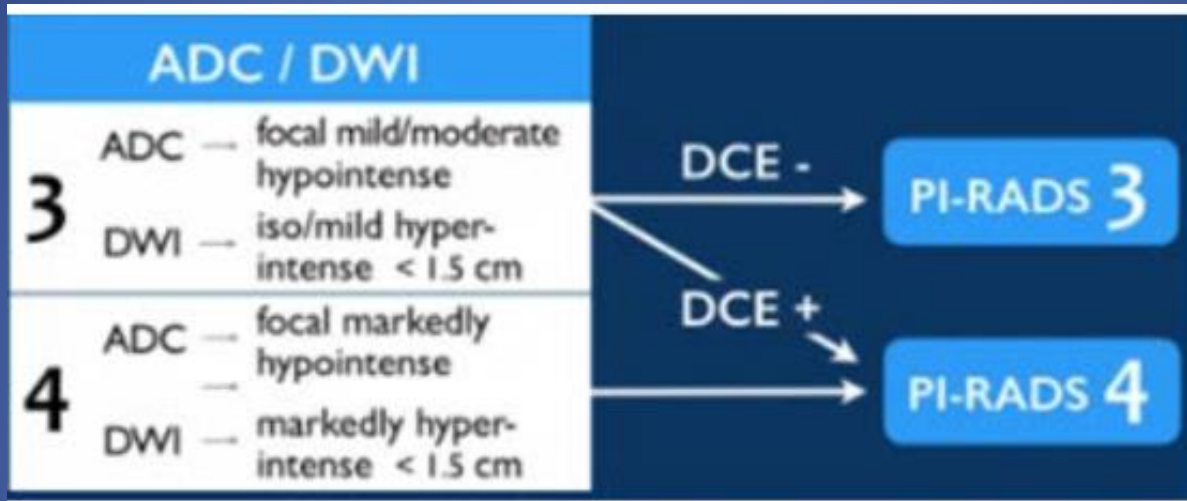 ADC / DWI
3
ADC → focal mild/moderate
hypointense
DWI → iso/mild hyper-
intense < 1.5 cm
4
ADC → focal markedly
→ hypointense
DWI → markedly hyper-
intense < 1.5 cm
DCE -
PI-RADS 3
DCE +
PI-RADS 4